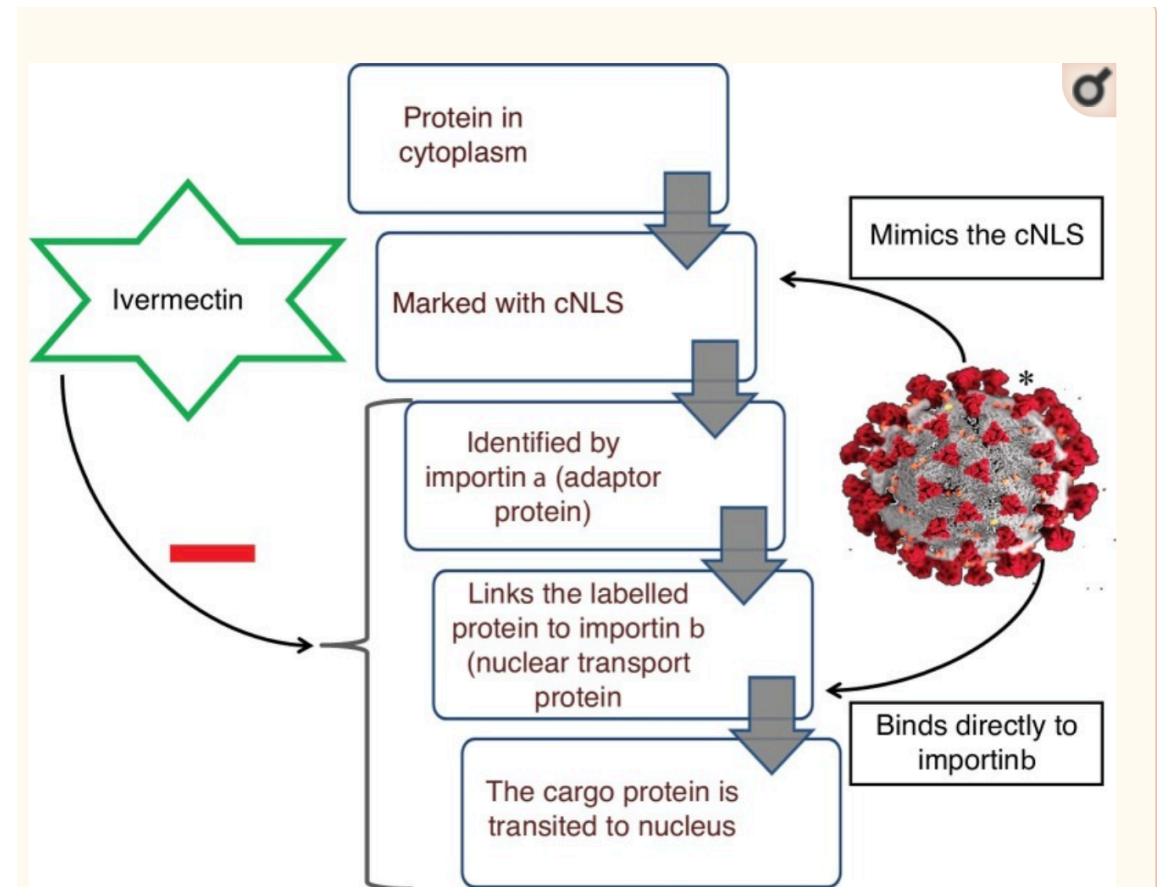 Protein in
cytoplasm
Ivermectin
Marked with cNLS
Mimics the cNLS
*
Identified by
importin a (adaptor
protein)
Links the labelled
protein to importin b
(nuclear transport
protein
Binds directly to
importinb
The cargo protein is
transited to nucleus